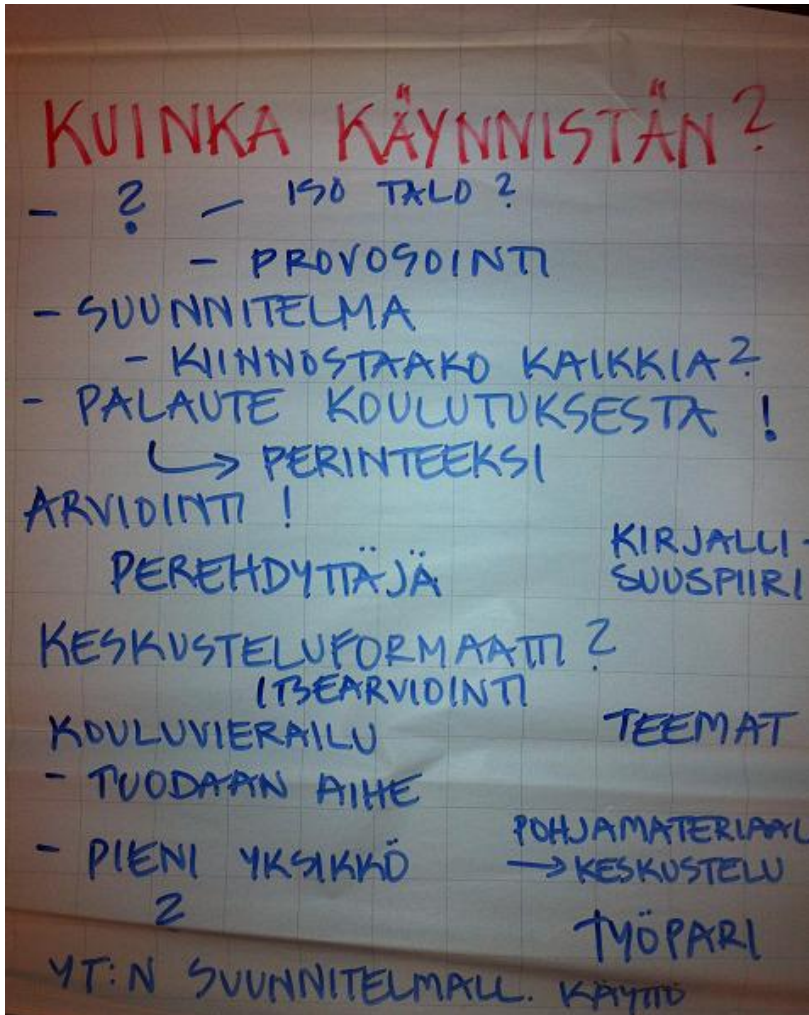 KUINKA KÄYNNISTÄN?
- ? - ISO TALO?
- PROVOSOINTI
- SUUNNITELMA
- KIINNOSTAAKO KAIKKIA?
- PALAUTE KOULUTUKSESTA !
↳ PERINTEEKSI
ARVIOINTI !
PEREHDYTTÄJÄ
KIRJALLI-
SUUSPIIRI
KESKUSTELUFORMAATTI?
ITSEARVIOINTI
KOULUVIERAILU
TEEMAT
- TUODAAN AIHE
- PIENI YKSIKKÖ
?
POHJAMATERIAAL
→ KESKUSTELU
TYÖPARI
YT:N SUUNNITELMALL. KÄYTTÖ